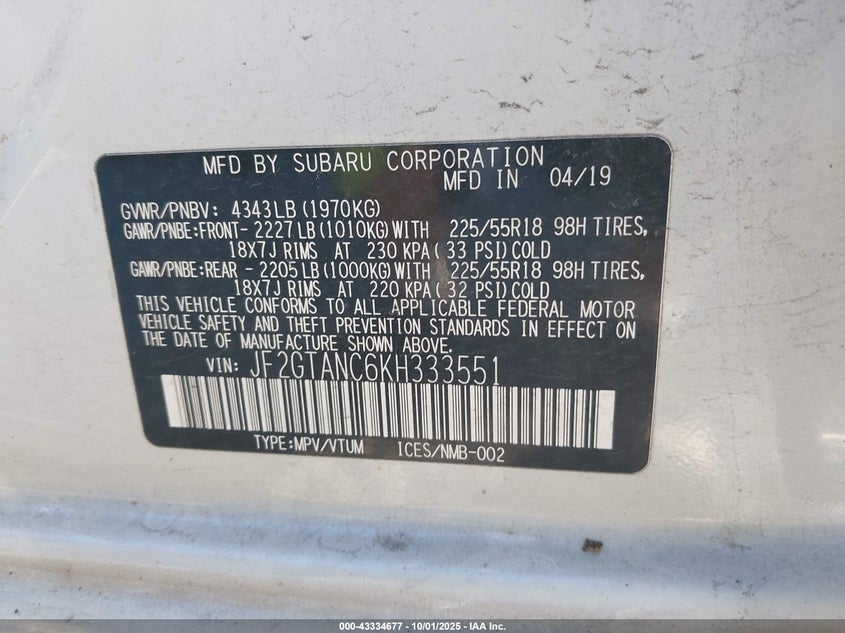 MFD BY SUBARU CORPORATION
MFD IN 04/19
GVWR/PNBV: 4343LB(1970KG)
GAWR/PNBE:FRONT- 2227LB(1010KG)WITH 225/55R18 98H TIRES,
18X7J RIMS AT 230 KPA( 33 PSI)COLD
GAWR/PNBE:REAR - 2205LB(1000KG)WITH 225/55R18 98H TIRES,
18X7J RIMS AT 220 KPA( 32 PSI)COLD
THIS VEHICLE CONFORMS TO ALL APPLICABLE FEDERAL MOTOR
VEHICLE SAFETY AND THEFT PREVENTION STANDARDS IN EFFECT ON
THE DATE OF MANUFACTURE SHOWN ABOVE.
VIN: JF2GTANC6KH333551
TYPE:MPV/VTUM ICES/NMB-002
000-43334677 - 10/01/2025 - IAA Inc.